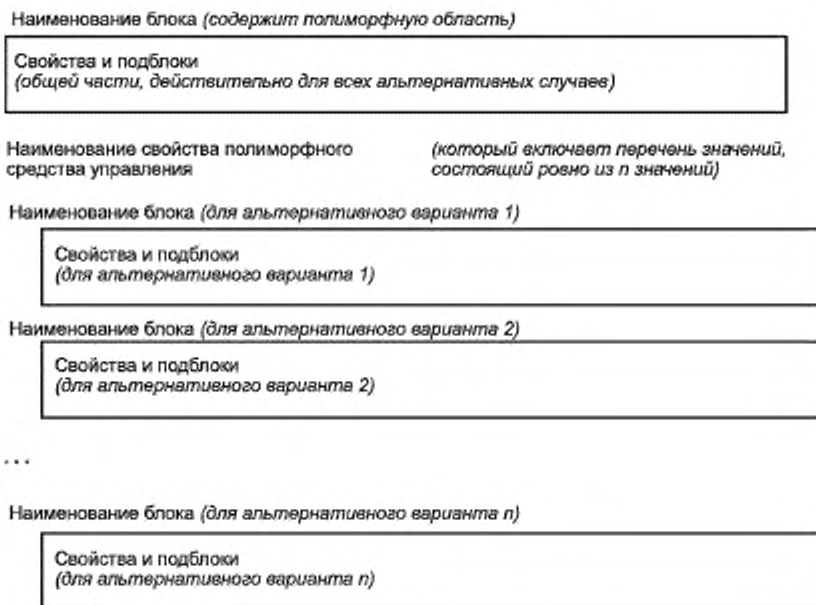 Наименование блока (содержит полиморфную область)
Свойства и подблоки
(общей части, действительно для всех альтернативных случаев)
Наименование свойства полиморфного средства управления
(который включает перечень значений, состоящий ровно из n значений)
Наименование блока (для альтернативного варианта 1)
Свойства и подблоки
(для альтернативного варианта 1)
Наименование блока (для альтернативного варианта 2)
Свойства и подблоки
(для альтернативного варианта 2)
...
Наименование блока (для альтернативного варианта n)
Свойства и подблоки
(для альтернативного варианта n)